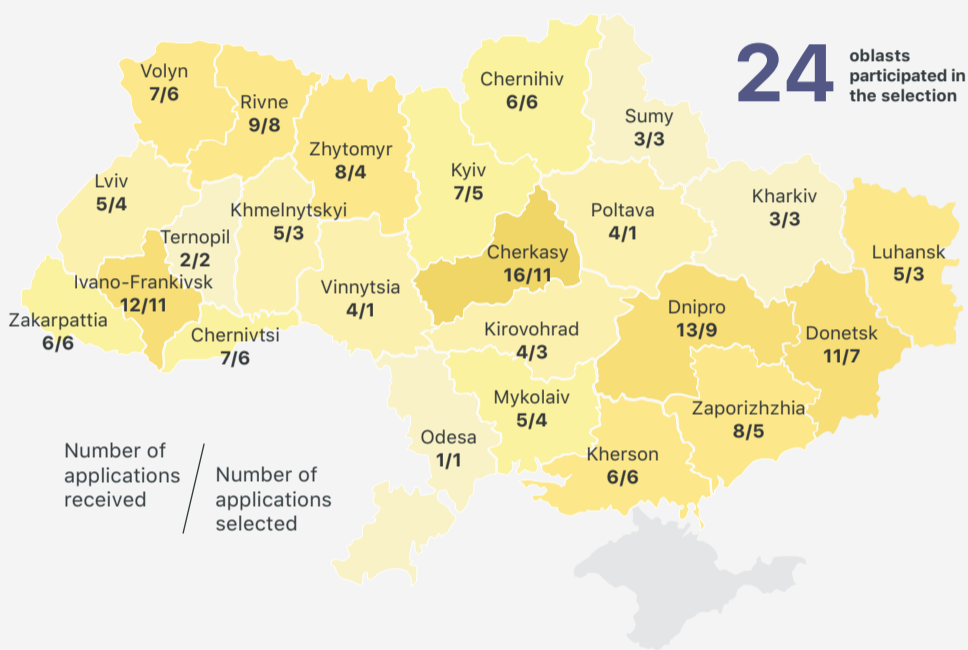 24
oblasts
participated in
the selection
Volyn
7/6
Rivne
9/8
Zhytomyr
8/4
Chernihiv
6/6
Sumy
3/3
Kyiv
7/5
Lviv
5/4
Ternopil
2/2
Khmelnytskyi
5/3
Poltava
4/1
Kharkiv
3/3
Luhansk
5/3
Cherkasy
16/11
Ivano-Frankivsk
12/11
Vinnytsia
4/1
Zakarpattia
6/6
Chernivtsi
7/6
Kirovohrad
4/3
Dnipro
13/9
Donetsk
11/7
Mykolaiv
5/4
Zaporizhzhia
8/5
Odesa
1/1
Kherson
6/6
Number of
applications
received
Number of
applications
selected